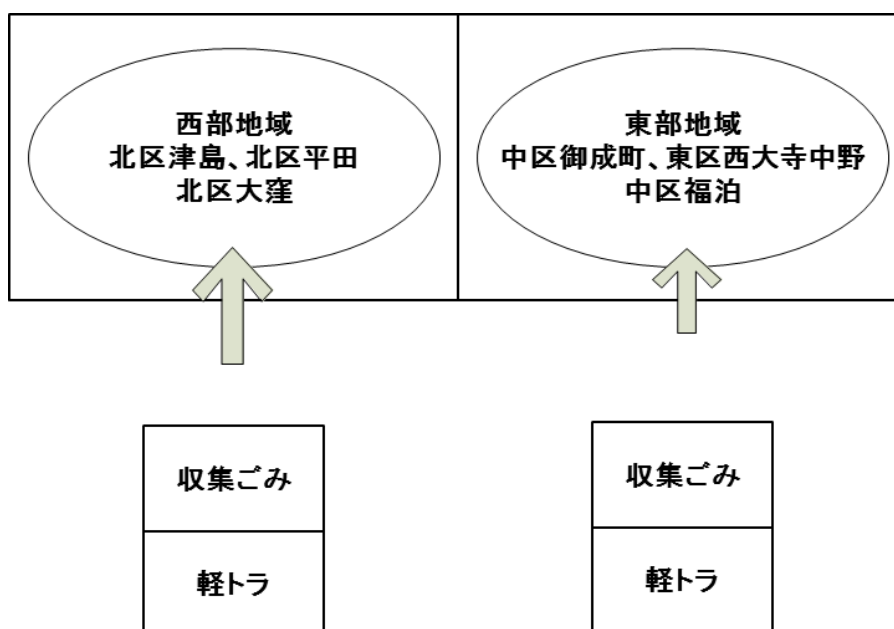 西部地域
北区津島、北区平田
北区大窪
東部地域
中区御成町、東区西大寺中野
中区福泊
収集ごみ
軽トラ
収集ごみ
軽トラ